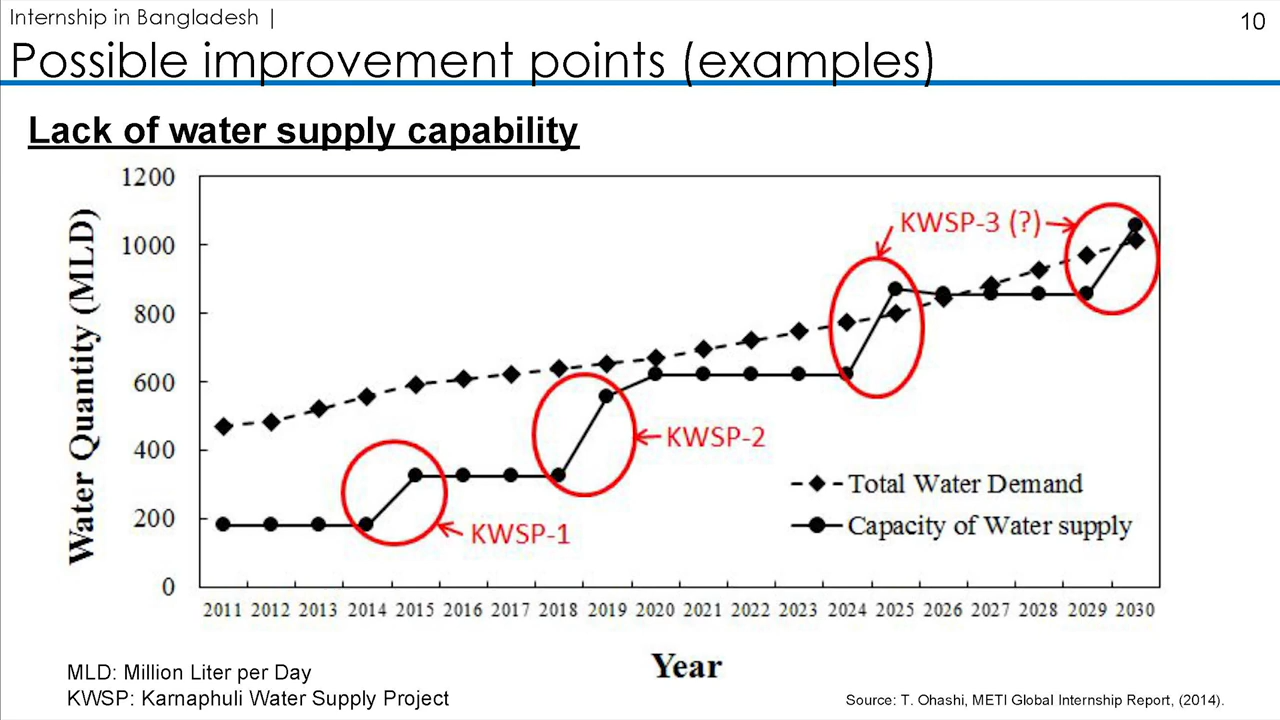 Internship in Bangladesh |
10
Possible improvement points (examples)
Lack of water supply capability
Water Quantity (MLD)
1200
1000
800
600
400
200
0
KWSP-3 (?)
KWSP-2
KWSP-1
Total Water Demand
Capacity of Water supply
2011 2012 2013 2014 2015 2016 2017 2018 2019 2020 2021 2022 2023 2024 2025 2026 2027 2028 2029 2030
Year
MLD: Million Liter per Day
KWSP: Karnaphuli Water Supply Project
Source: T. Ohashi, METI Global Internship Report, (2014).